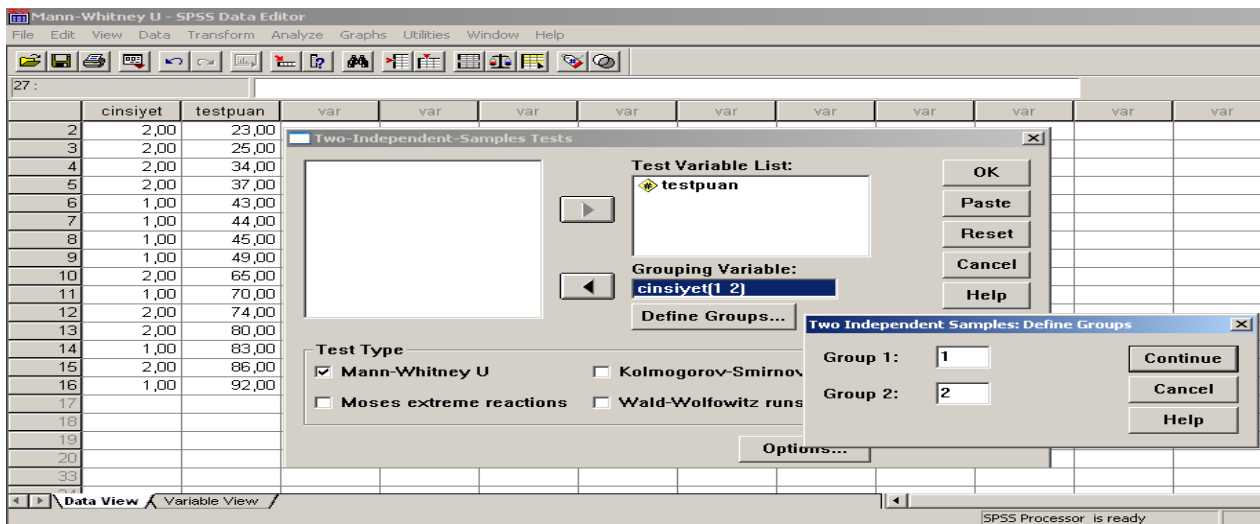 Mann-Whitney U - SPSS Data Editor
File Edit View Data Transform Analyze Graphs Utilities Window Help
27 :
cinsiyet testpuan var var var var var var var var var var
2 2,00 23,00
3 2,00 25,00
4 2,00 34,00
5 2,00 37,00
6 1,00 43,00
7 1,00 44,00
8 1,00 45,00
9 1,00 49,00
10 2,00 65,00
11 1,00 70,00
12 2,00 74,00
13 2,00 80,00
14 1,00 83,00
15 2,00 86,00
16 1,00 92,00
17
18
19
20
33
Two-Independent-Samples Tests
Test Variable List:
testpuan
Grouping Variable:
cinsiyet(1 2)
Define Groups...
OK
Paste
Reset
Cancel
Help
Test Type
Mann-Whitney U
Kolmogorov-Smirnov
Moses extreme reactions
Wald-Wolfowitz runs
Options...
Two Independent Samples: Define Groups
Group 1: 1
Group 2: 2
Continue
Cancel
Help
Data View Variable View
SPSS Processor is ready